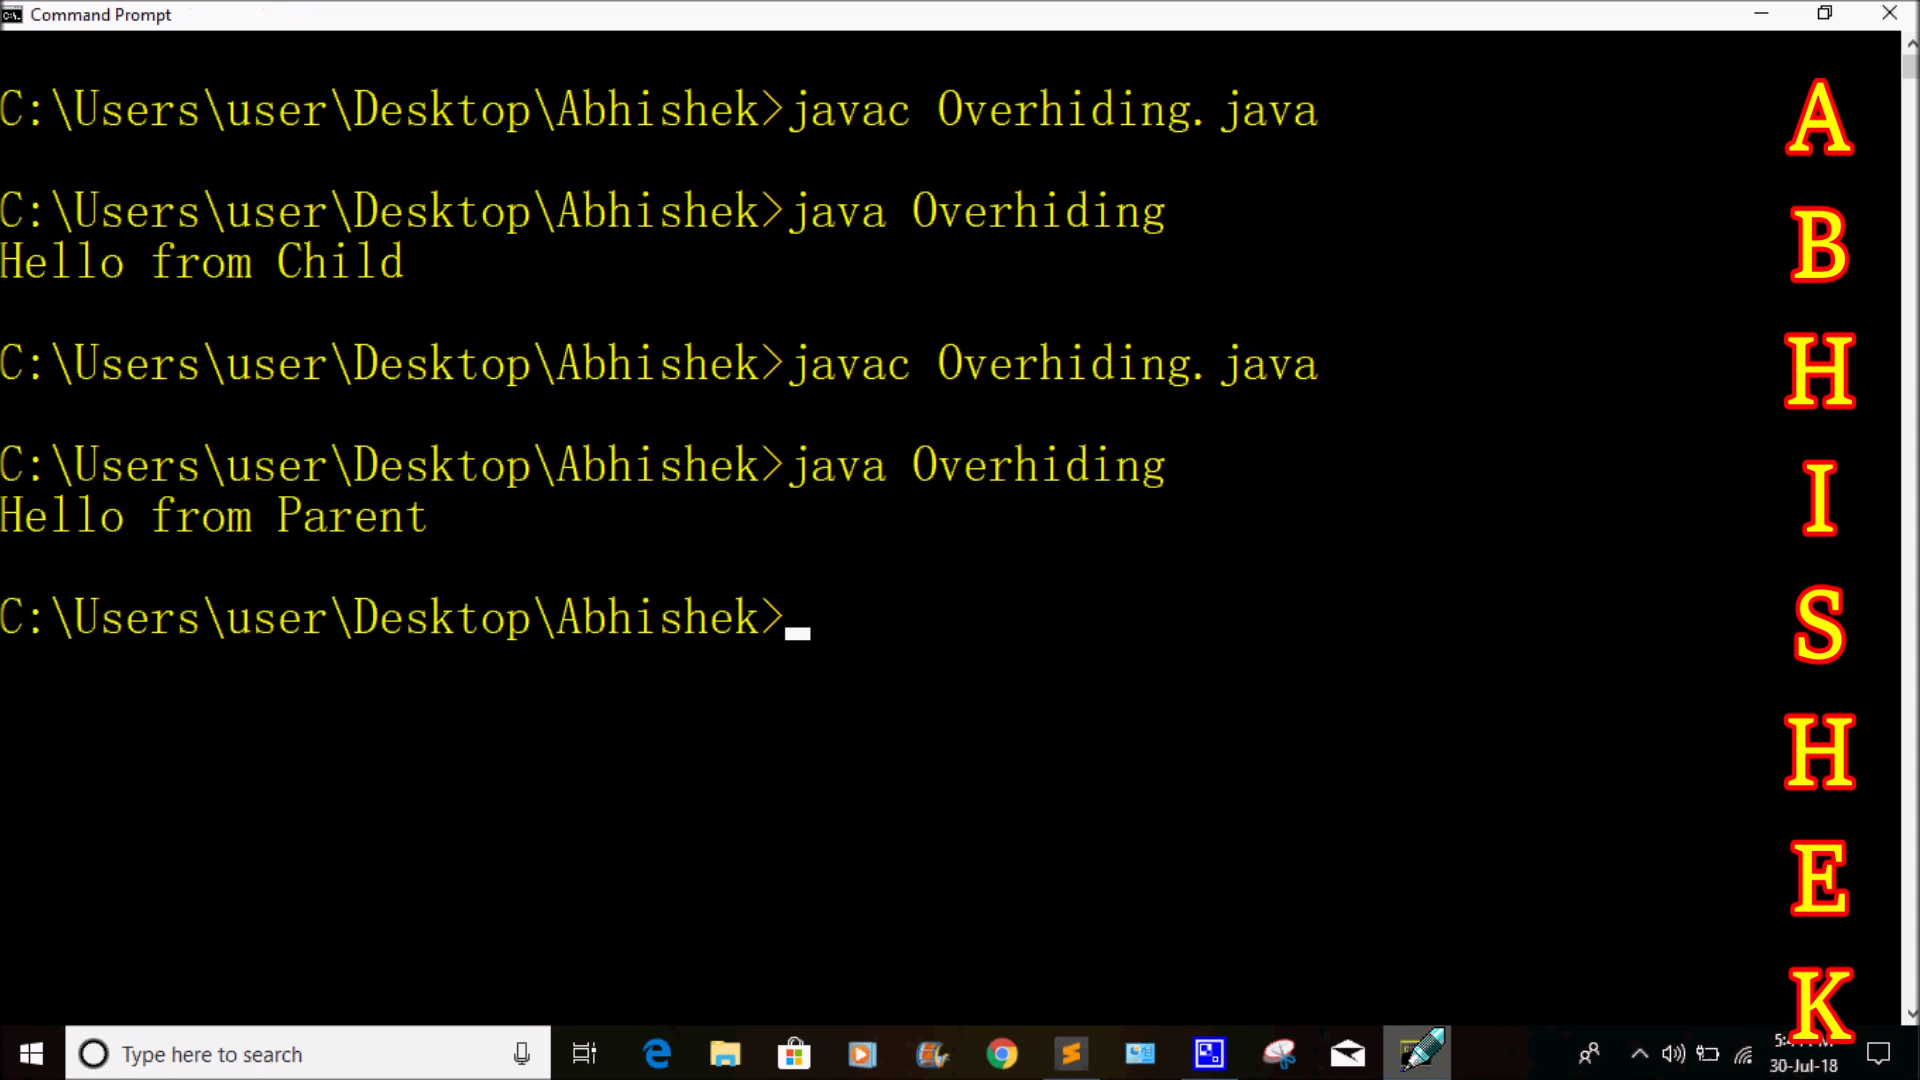 Command Prompt
C:\Users\user\Desktop\Abhishek>javac Overhiding.java
C:\Users\user\Desktop\Abhishek>java Overhiding
Hello from Child
C:\Users\user\Desktop\Abhishek>javac Overhiding.java
C:\Users\user\Desktop\Abhishek>java Overhiding
Hello from Parent
C:\Users\user\Desktop\Abhishek>
A
B
H
I
S
H
E
K
Type here to search
30-Jul-18